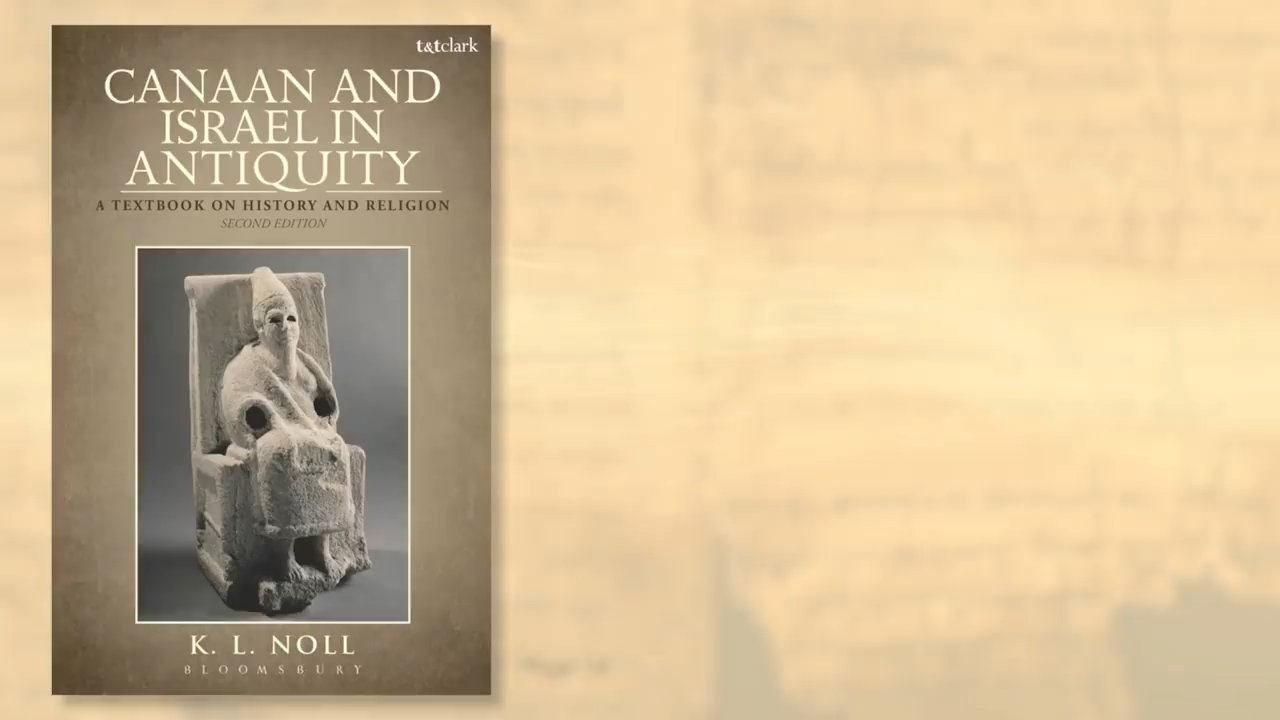 t&tclark
CANAAN AND
ISRAEL IN
ANTIQUITY
A TEXTBOOK ON HISTORY AND RELIGION
SECOND EDITION
K. L. NOLL
BLOOMSBURY